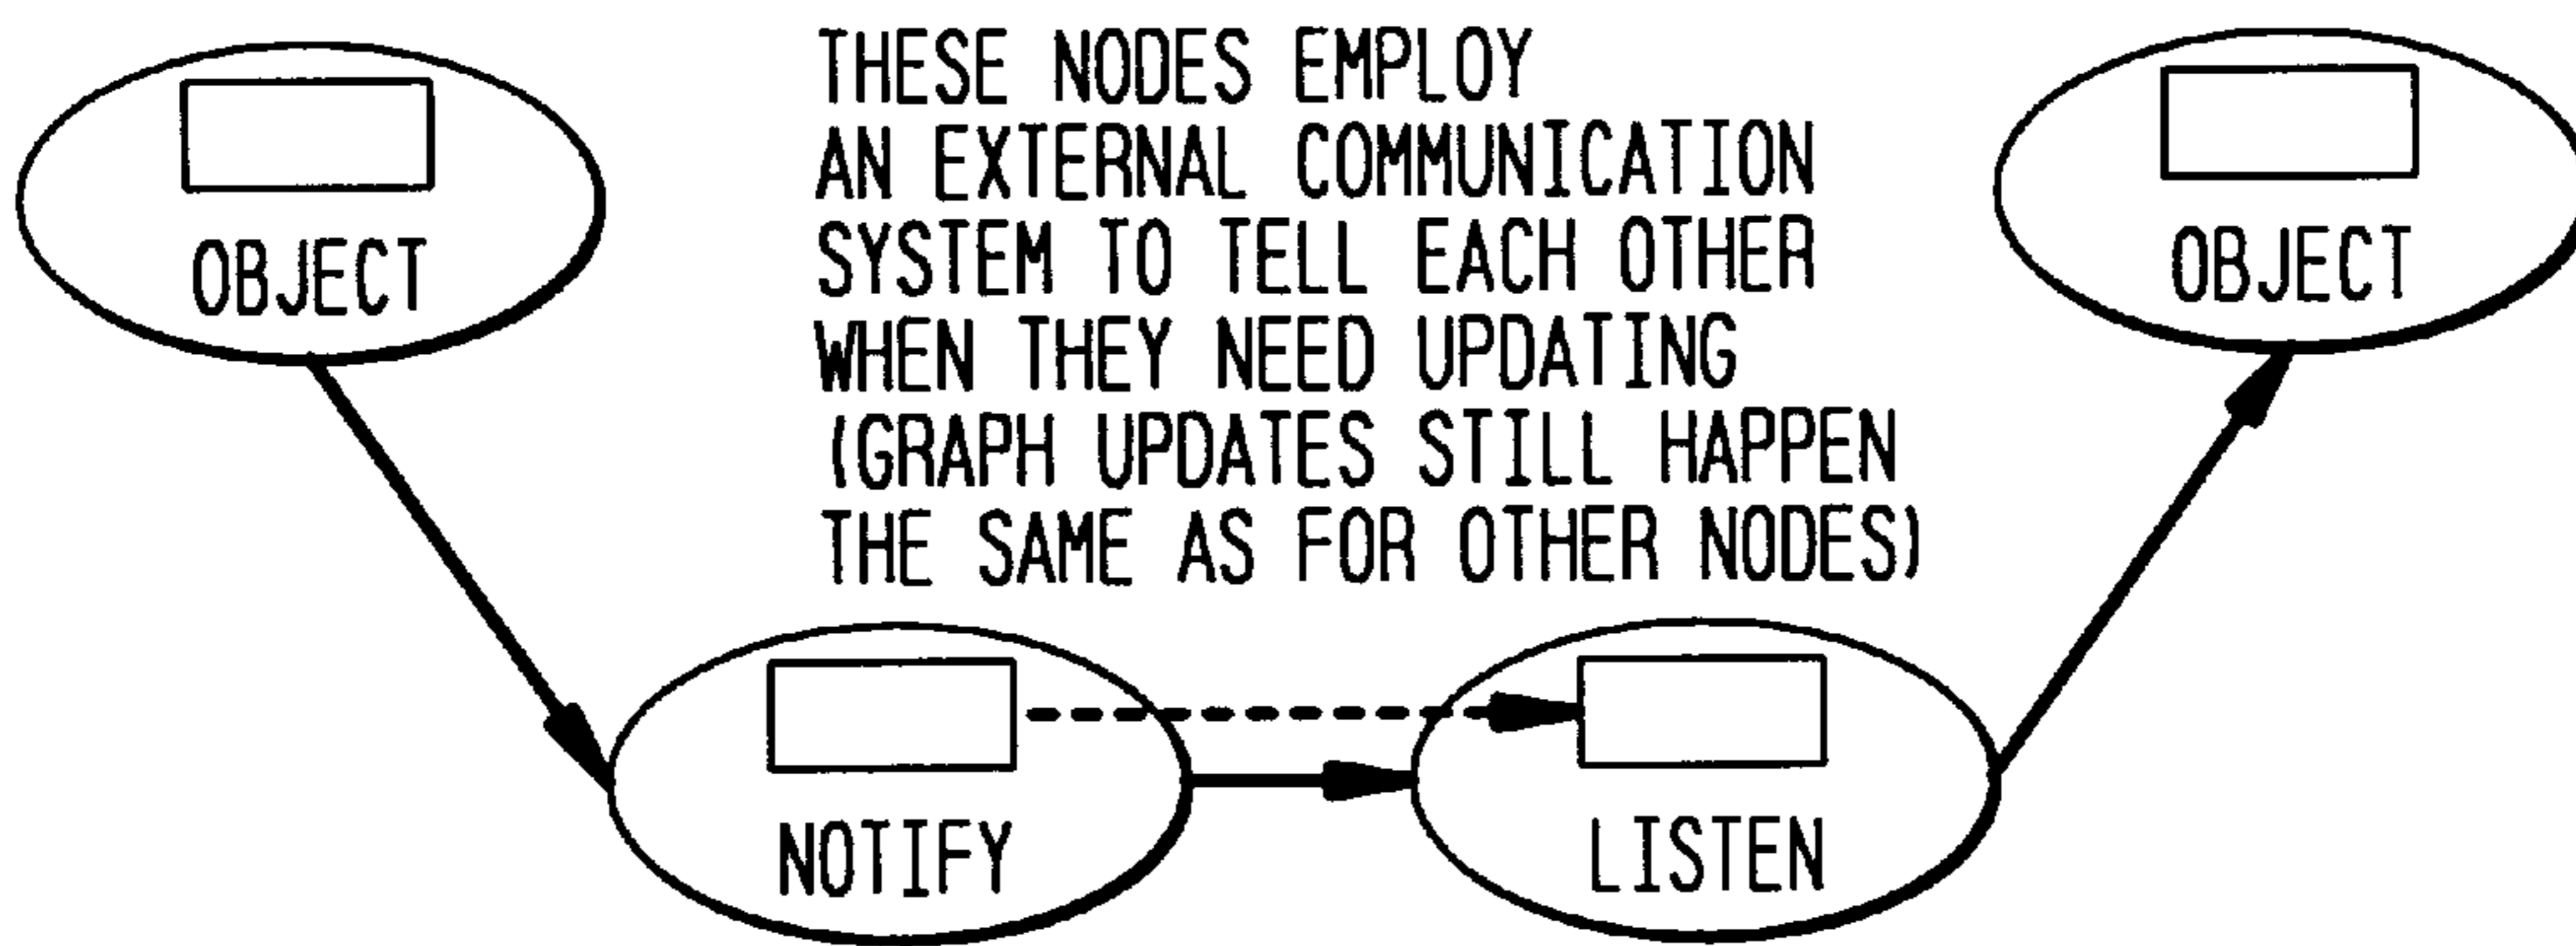 THESE NODES EMPLOY
AN EXTERNAL COMMUNICATION
SYSTEM TO TELL EACH OTHER
WHEN THEY NEED UPDATING
(GRAPH UPDATES STILL HAPPEN
THE SAME AS FOR OTHER NODES)
OBJECT
OBJECT
NOTIFY
LISTEN